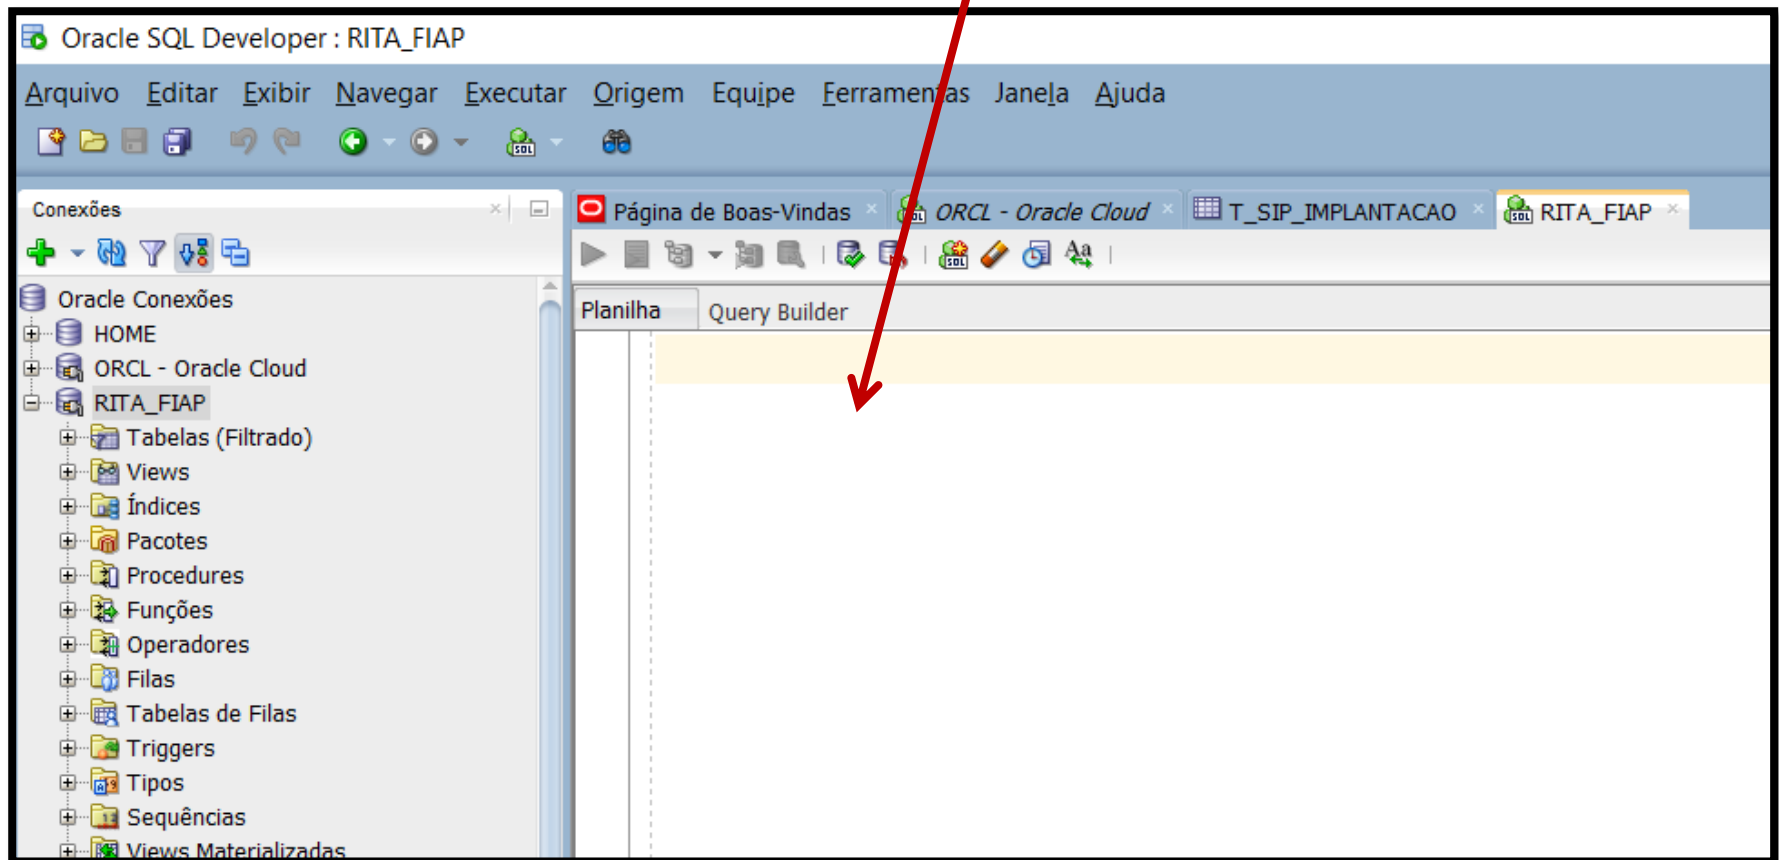 Oracle SQL Developer : RITA_FIAP
Arquivo Editar Exibir Navegar Executar Origem Equipe Ferramentas Janela Ajuda
SQL
Conexões
Página de Boas-Vindas
ORCL - Oracle Cloud
T_SIP_IMPLANTACAO
RITA_FIAP
Planilha
Query Builder
Oracle Conexões
HOME
ORCL - Oracle Cloud
RITA_FIAP
Tabelas (Filtrado)
Views
Índices
Pacotes
Procedures
Funções
Operadores
Filas
Tabelas de Filas
Triggers
Tipos
Sequências
Views Materializadas